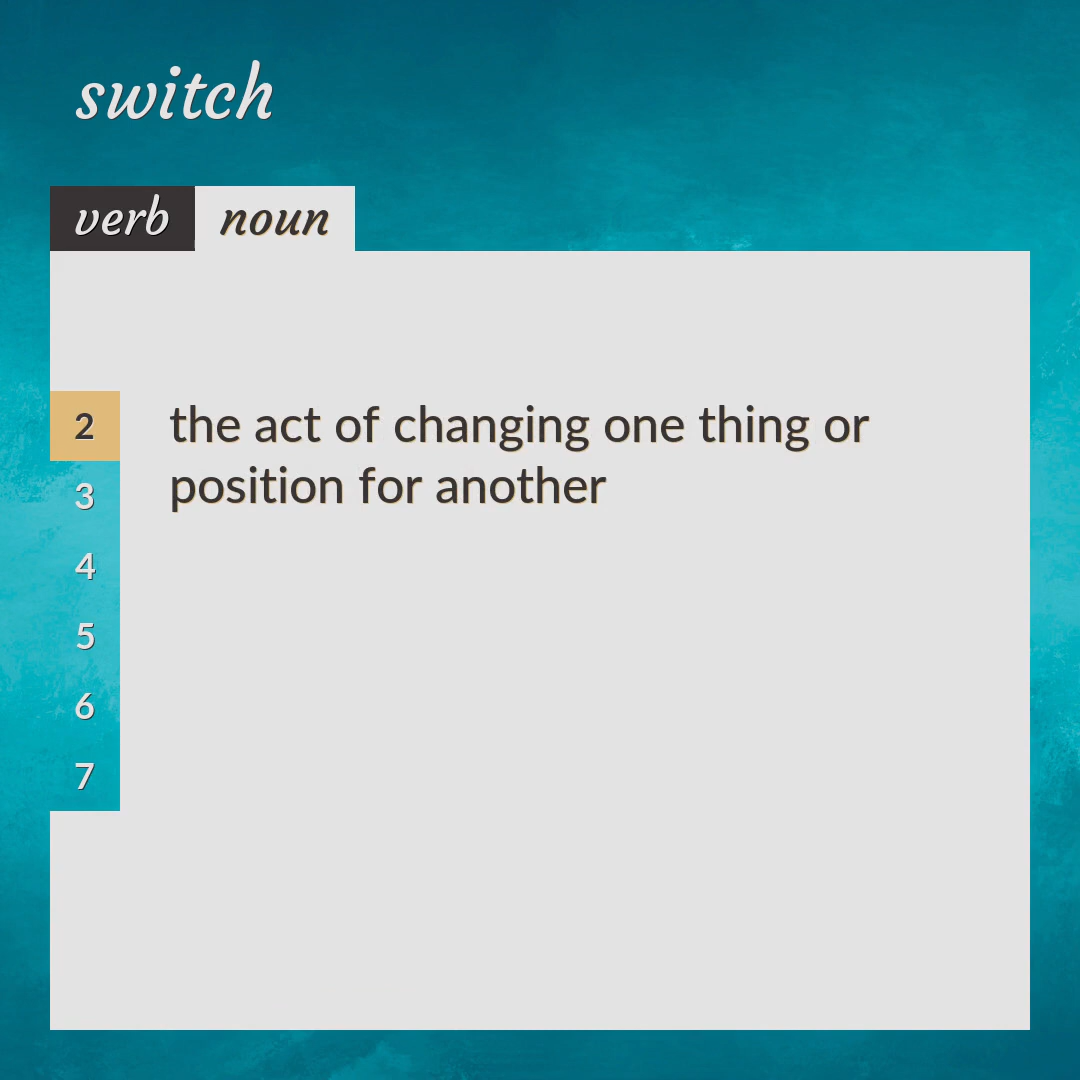 switch
verb noun
2 the act of changing one thing or
position for another
3
4
5
6
7